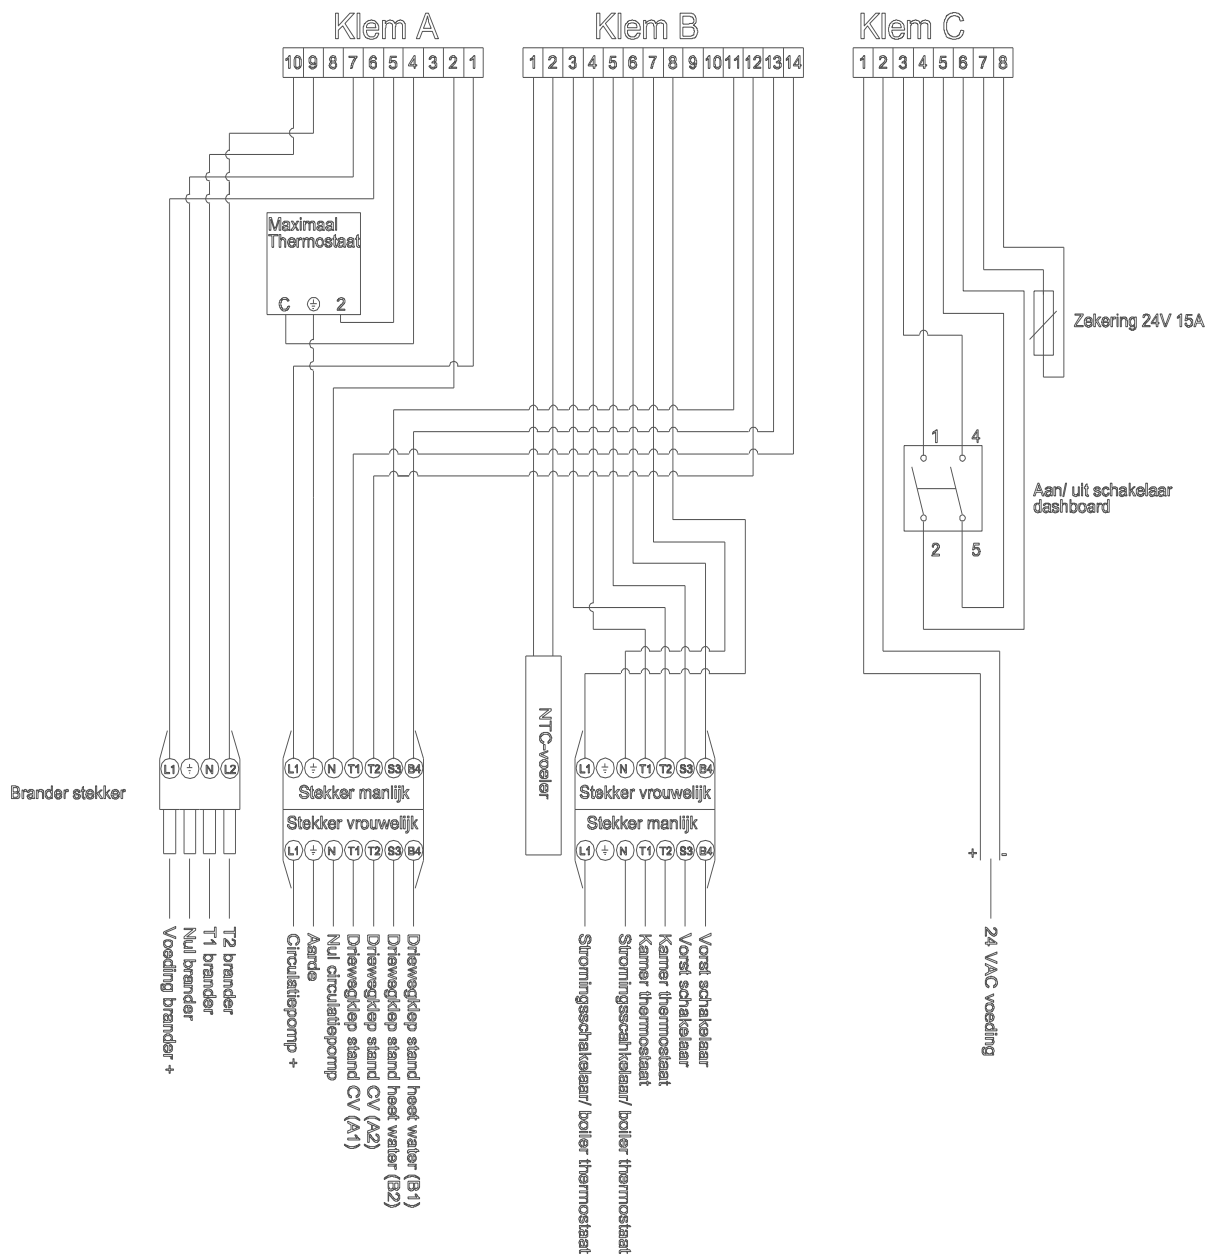 Klem A
Klem B
Klem C
10 9 8 7 6 5 4 3 2 1
1 2 3 4 5 6 7 8 9 10 11 12 13 14
1 2 3 4 5 6 7 8
Maximaal
Thermostaat
C 2
Zekering 24V 15A
1 4
Aan/ uit schakelaar
dashboard
2 5
NTC-voeler
Brander stekker
L1 N L2
L1 N T1 T2 S3 B4
Stekker manlijk
Stekker vrouwelijk
L1 N T1 T2 S3 B4
L1 N T1 T2 S3 B4
Stekker vrouwelijk
Stekker manlijk
L1 N T1 T2 S3 B4
+ -
Voeding brander +
Nul brander
T1 brander
T2 brander
Circulatiepomp +
Aarde
Nul circulatiepomp
Driewegklep stand CV (A1)
Driewegklep stand CV (A2)
Driewegklep stand heet water (B2)
Driewegklep stand heet water (B1)
Stromingsschakelaar/ boiler thermostaat
Stromingsscahkelaar/ boiler thermostaat
Kamer thermostaat
Kamer thermostaat
Vorst schakelaar
Vorst schakelaar
24 VAC voeding